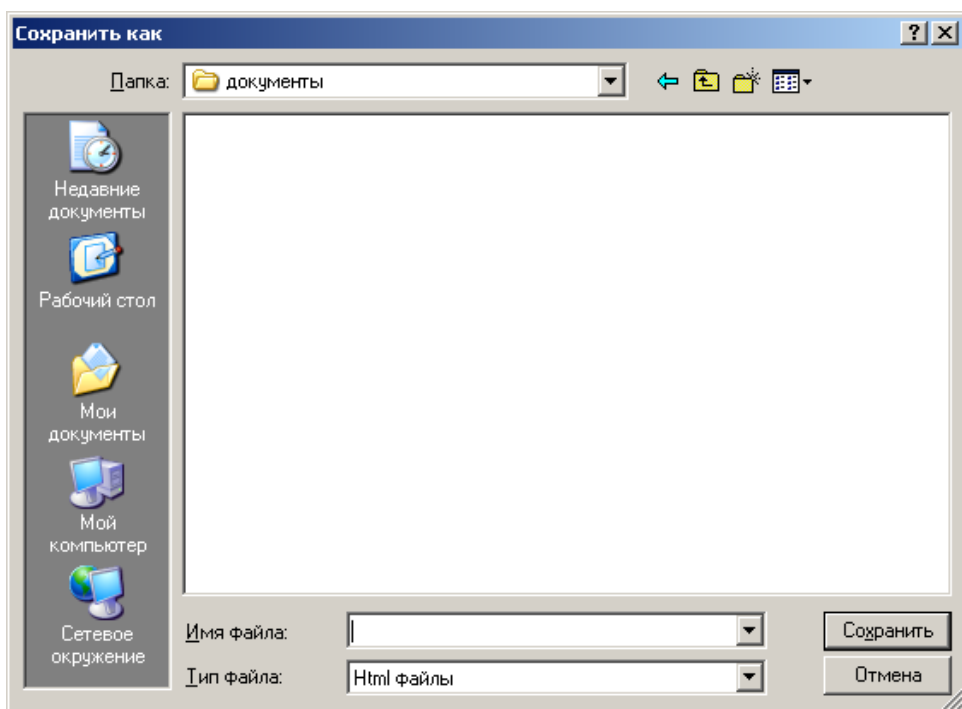 Сохранить как
Папка: документы
Недавние
документы
Рабочий стол
Мои
документы
Мой
компьютер
Сетевое
окружение
Имя файла:
Сохранить
Тип файла: Html файлы
Отмена